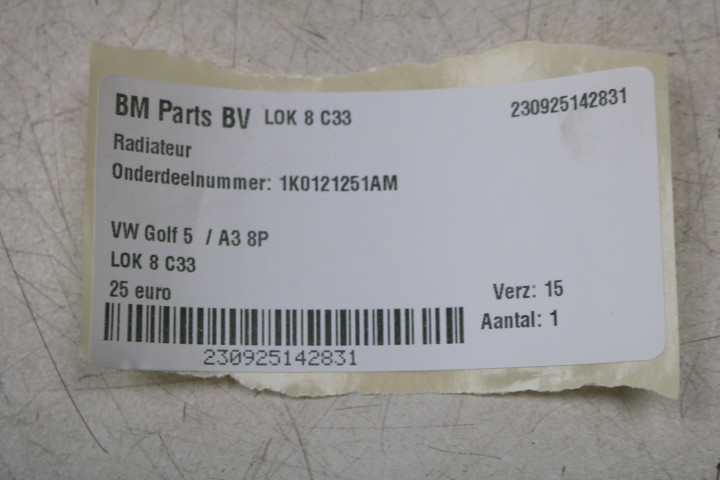 BM Parts BV LOK 8 C33 230925142831
Radiateur
Onderdeelnummer: 1K0121251AM
VW Golf 5 / A3 8P
LOK 8 C33
25 euro Verz: 15
Aantal: 1
230925142831